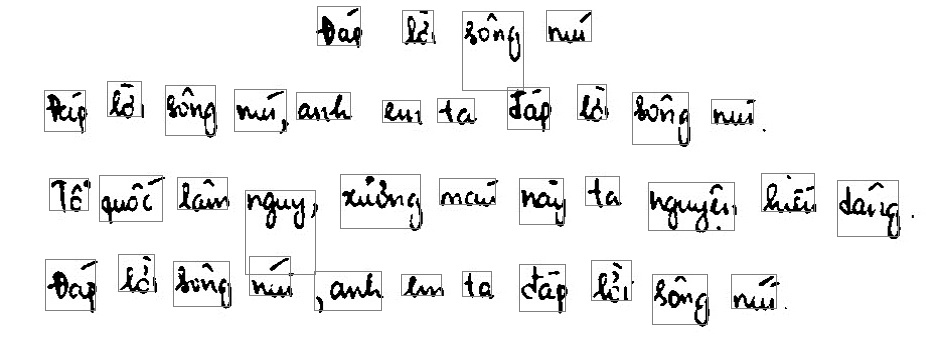 Đáp lời sông núi
Đáp lời sông núi, anh em ta đáp lời sông núi.
Tổ quốc lâm nguy, xương máu này ta nguyện hiến dâng.
Đáp lời sông núi, anh em ta đáp lời sông núi.